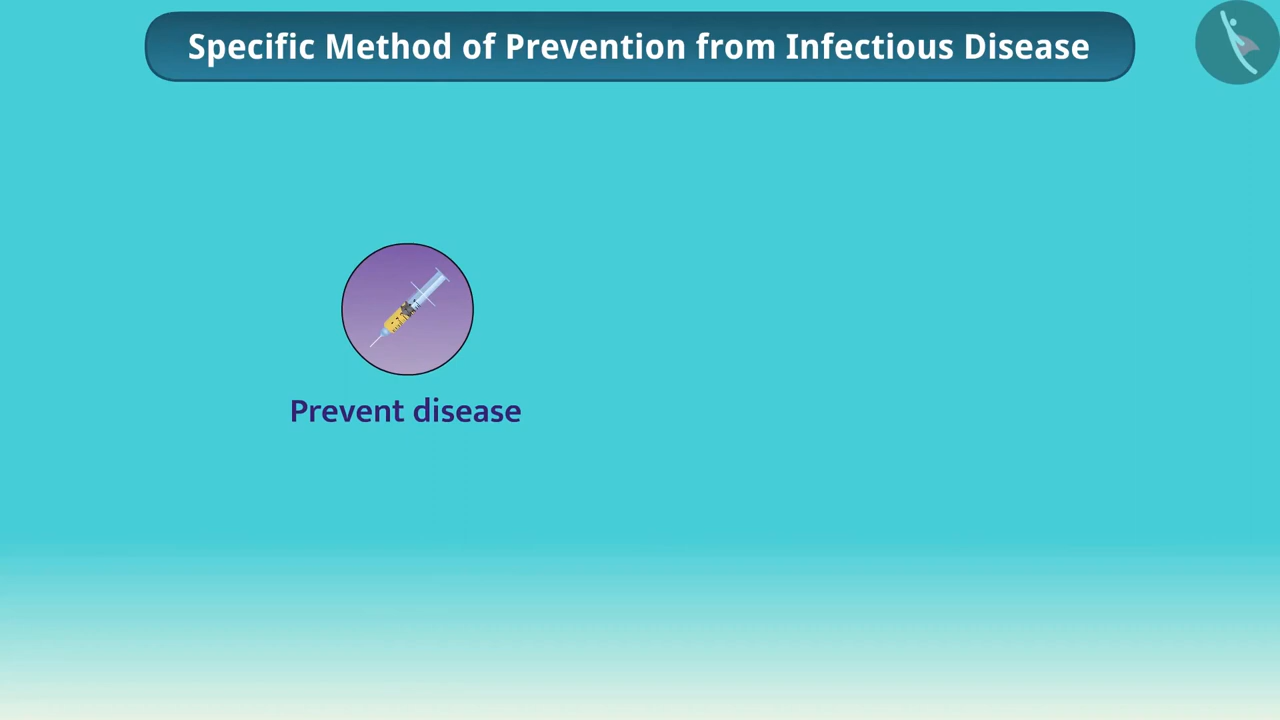 Specific Method of Prevention from Infectious Disease
Prevent disease